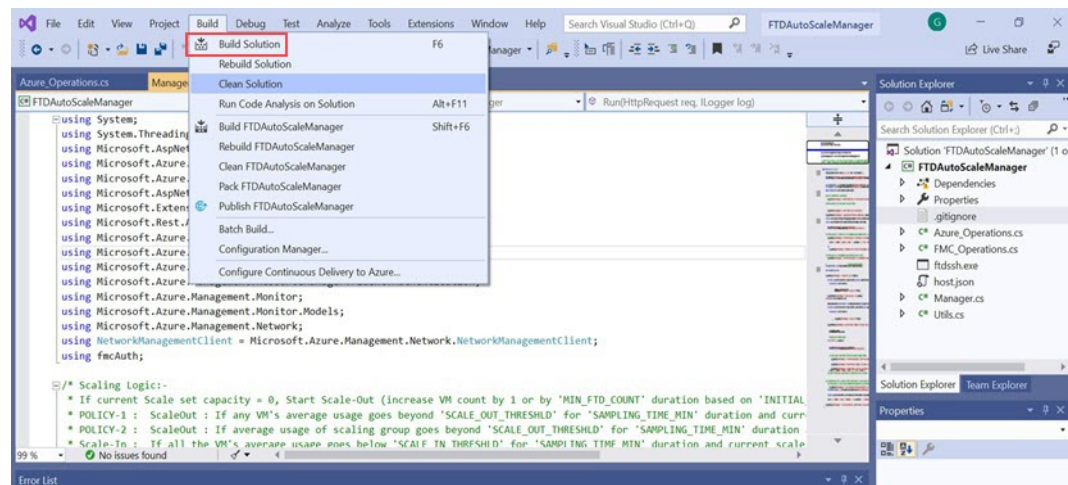 File Edit View Project Build Debug Test Analyze Tools Extensions Window Help Search Visual Studio (Ctrl+Q) FTDAutoScaleManager G
Build Solution F6
anager
Live Share
Rebuild Solution
Azure_Operations.cs Manage
Clean Solution
Solution Explorer
FTDAutoScaleManager
Run Code Analysis on Solution Alt+F11
ger Run(HttpRequest req, ILogger log)
Build FTDAutoScaleManager Shift+F6
Rebuild FTDAutoScaleManager
Clean FTDAutoScaleManager
Pack FTDAutoScaleManager
Publish FTDAutoScaleManager
Batch Build...
Configuration Manager...
Configure Continuous Delivery to Azure...
using System;
using System.Threading
using Microsoft.AspNet
using Microsoft.Azure.
using Microsoft.Azure.
using Microsoft.AspNet
using Microsoft.Extens
using Microsoft.Rest.A
using Microsoft.Azure.
using Microsoft.Azure.
using Microsoft.Azure.
using Microsoft.Azure.Management.Monitor;
using Microsoft.Azure.Management.Monitor.Models;
using Microsoft.Azure.Management.Network;
using NetworkManagementClient = Microsoft.Azure.Management.Network.NetworkManagementClient;
using fmcAuth;
/* Scaling Logic:-
* If current Scale set capacity = 0, Start Scale-Out (increase VM count by 1 or by 'MIN_FTD_COUNT' duration based on 'INITIAL_
* POLICY-1 : ScaleOut : If any VM's average usage goes beyond 'SCALE_OUT_THRESHLD' for 'SAMPLING_TIME_MIN' duration and curr
* POLICY-2 : ScaleOut : If average usage of scaling group goes beyond 'SCALE_OUT_THRESHLD' for 'SAMPLING_TIME_MIN' duration
* Scale-In : If all the VM's average usage goes below 'SCALE_IN_THRESHLD' for 'SAMPLING_TIME_MIN' duration and current scale
99 % No issues found
Error List
Search Solution Explorer (Ctrl+;)
Solution 'FTDAutoScaleManager' (1 o
FTDAutoScaleManager
Dependencies
Properties
.gitignore
C# Azure_Operations.cs
C# FMC_Operations.cs
ftdssh.exe
host.json
C# Manager.cs
C# Utils.cs
Solution Explorer Team Explorer
Properties